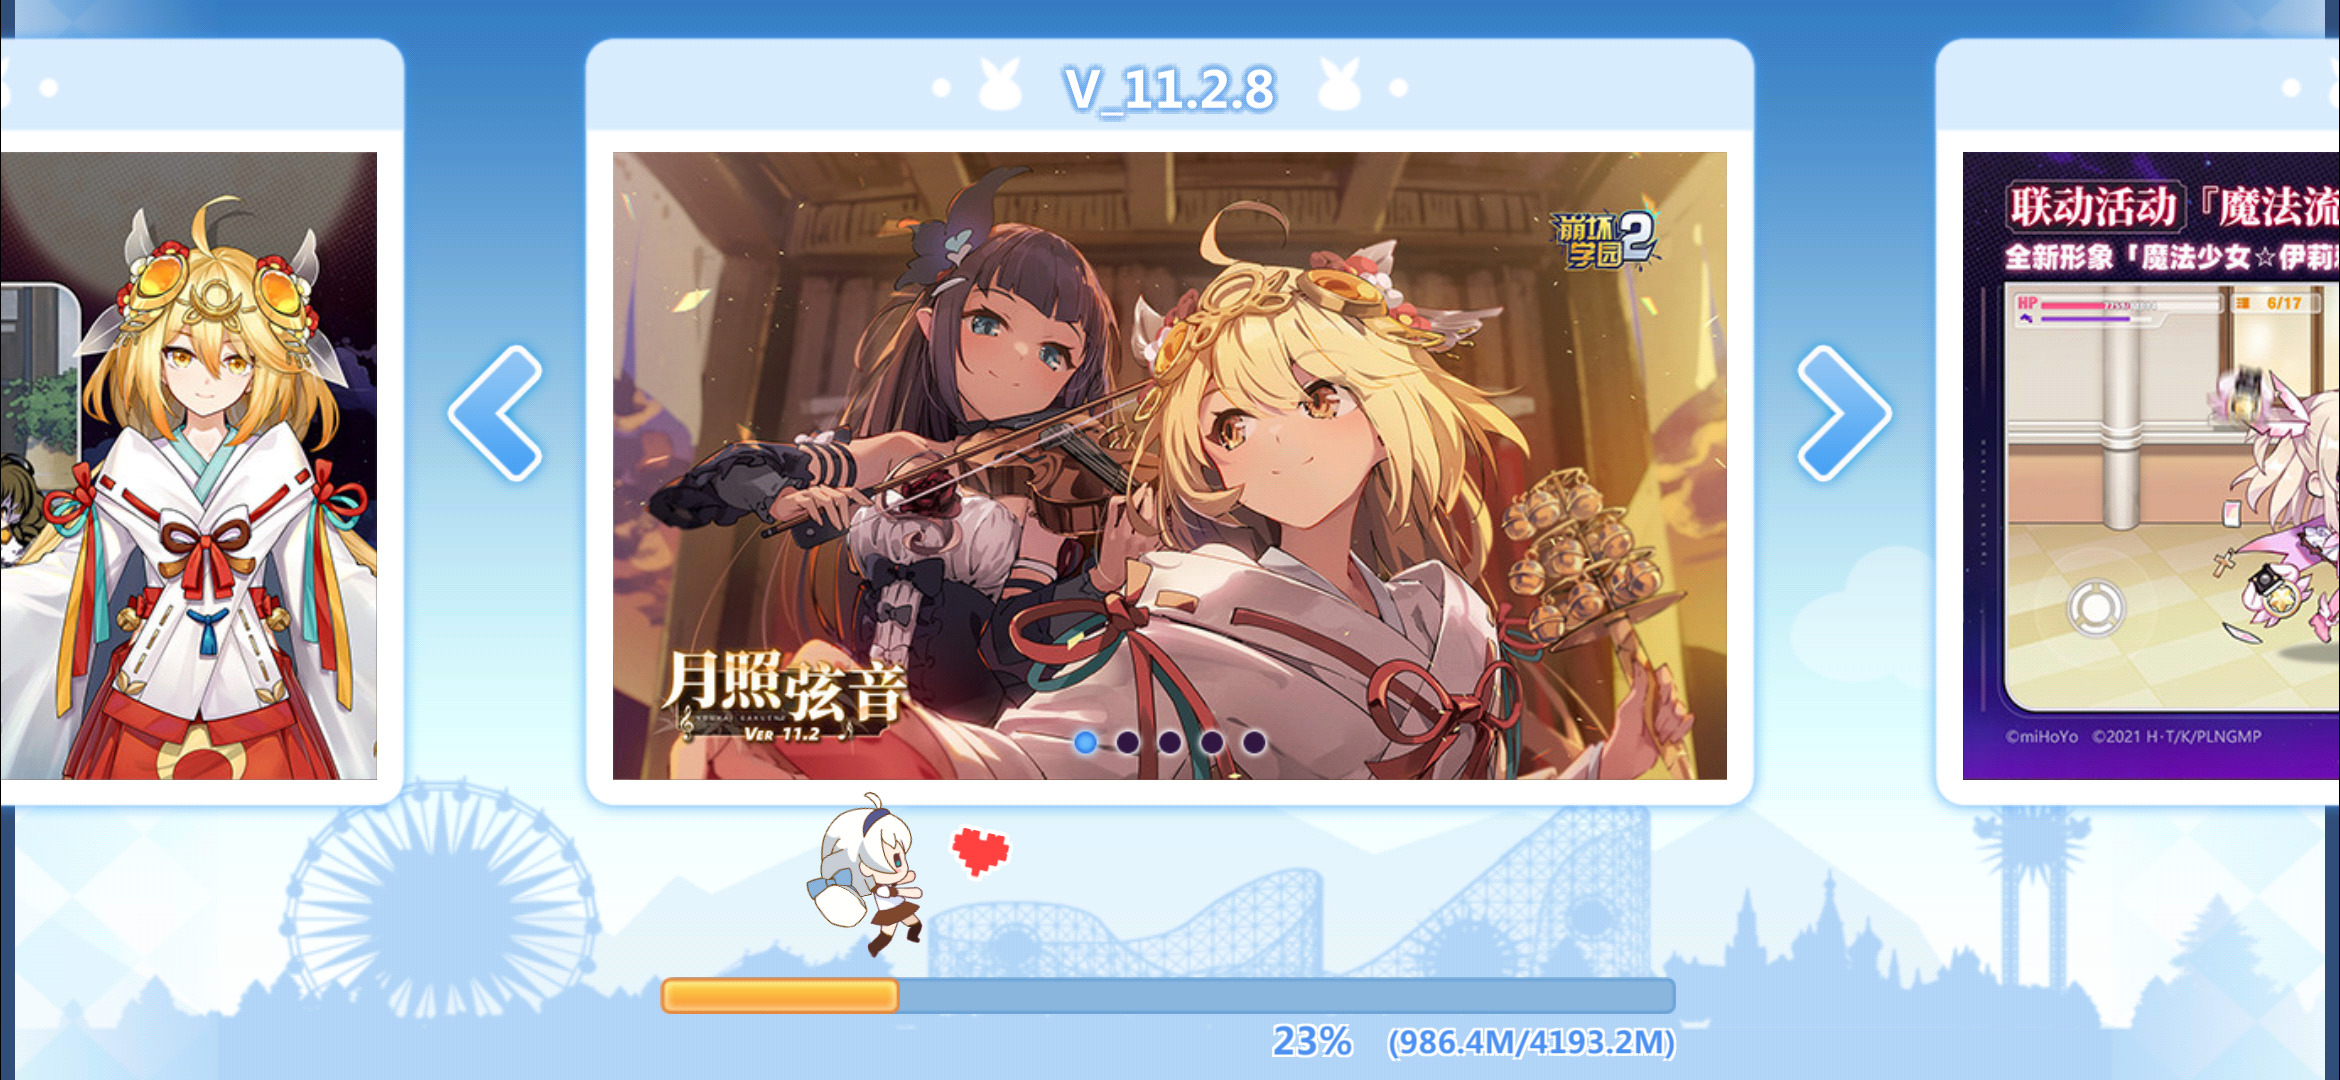 V_11.2.8
崩坏
学园2
月照弦音
VER 11.2
联动活动『魔法流
全新形象「魔法少女☆伊莉
HP
6/17
©miHoYo ©2021 H·T/K/PLNGMP
23% (986.4M/4193.2M)